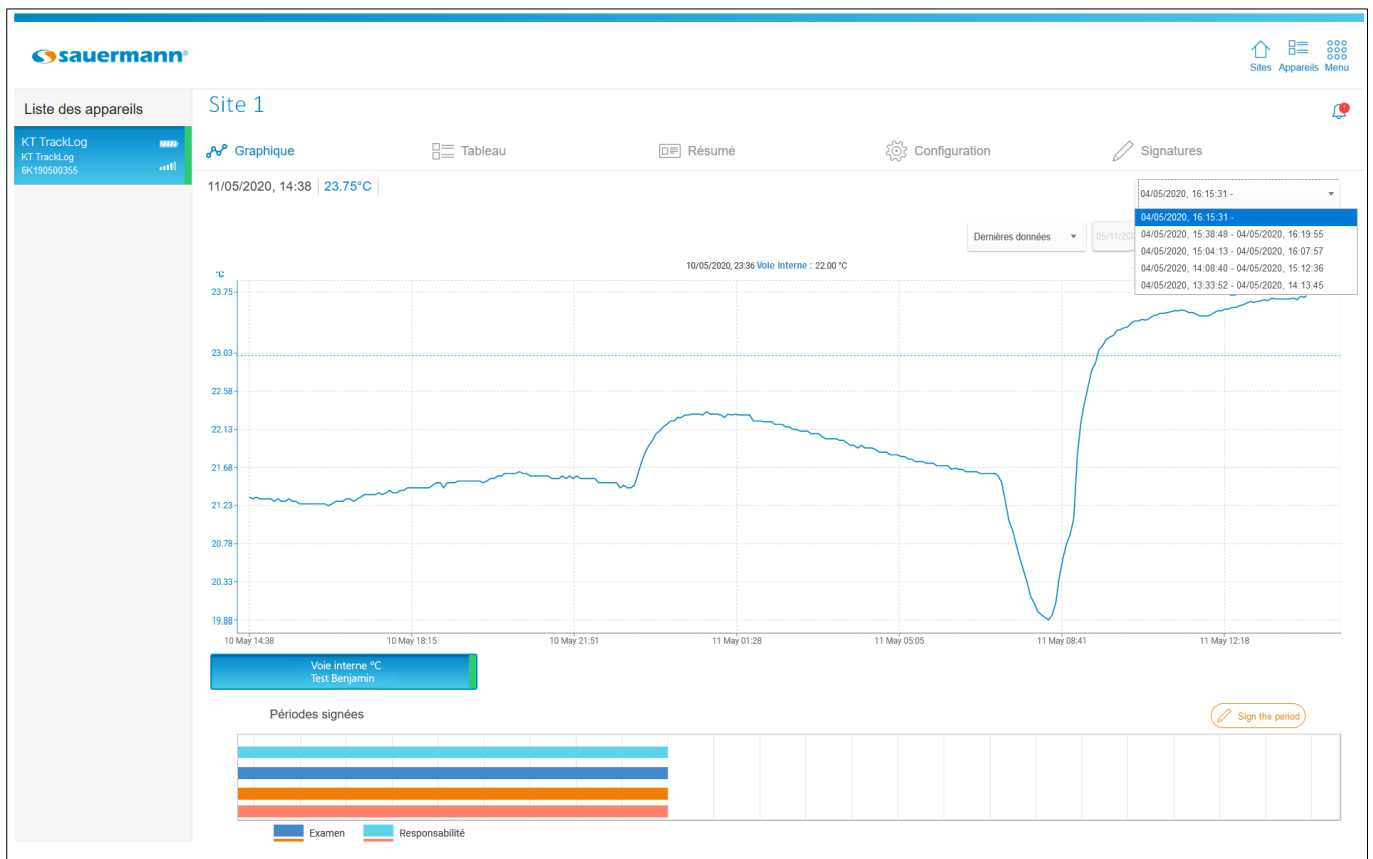 sauermann®
Sites Appareils Menu
Liste des appareils
Site 1
KT TrackLog
KT TrackLog
6K190500355
Graphique Tableau Résumé Configuration Signatures
11/05/2020, 14:38 23.75°C
04/05/2020, 16:15:31 -
04/05/2020, 16:15:31 -
04/05/2020, 15:38:48 - 04/05/2020, 16:19:55
04/05/2020, 15:04:13 - 04/05/2020, 16:07:57
04/05/2020, 14:08:40 - 04/05/2020, 15:12:36
04/05/2020, 13:33:52 - 04/05/2020, 14:13:45
Dernières données
10/05/2020, 23:36 Voie Interne : 22.00 °C
°C
23.75
23.03
22.58
22.13
21.68
21.23
20.78
20.33
19.88
10 May 14:38 10 May 18:15 10 May 21:51 11 May 01:28 11 May 05:05 11 May 08:41 11 May 12:18
Voie interne °C
Test Benjamin
Périodes signées
Sign the period
Examen Responsabilité